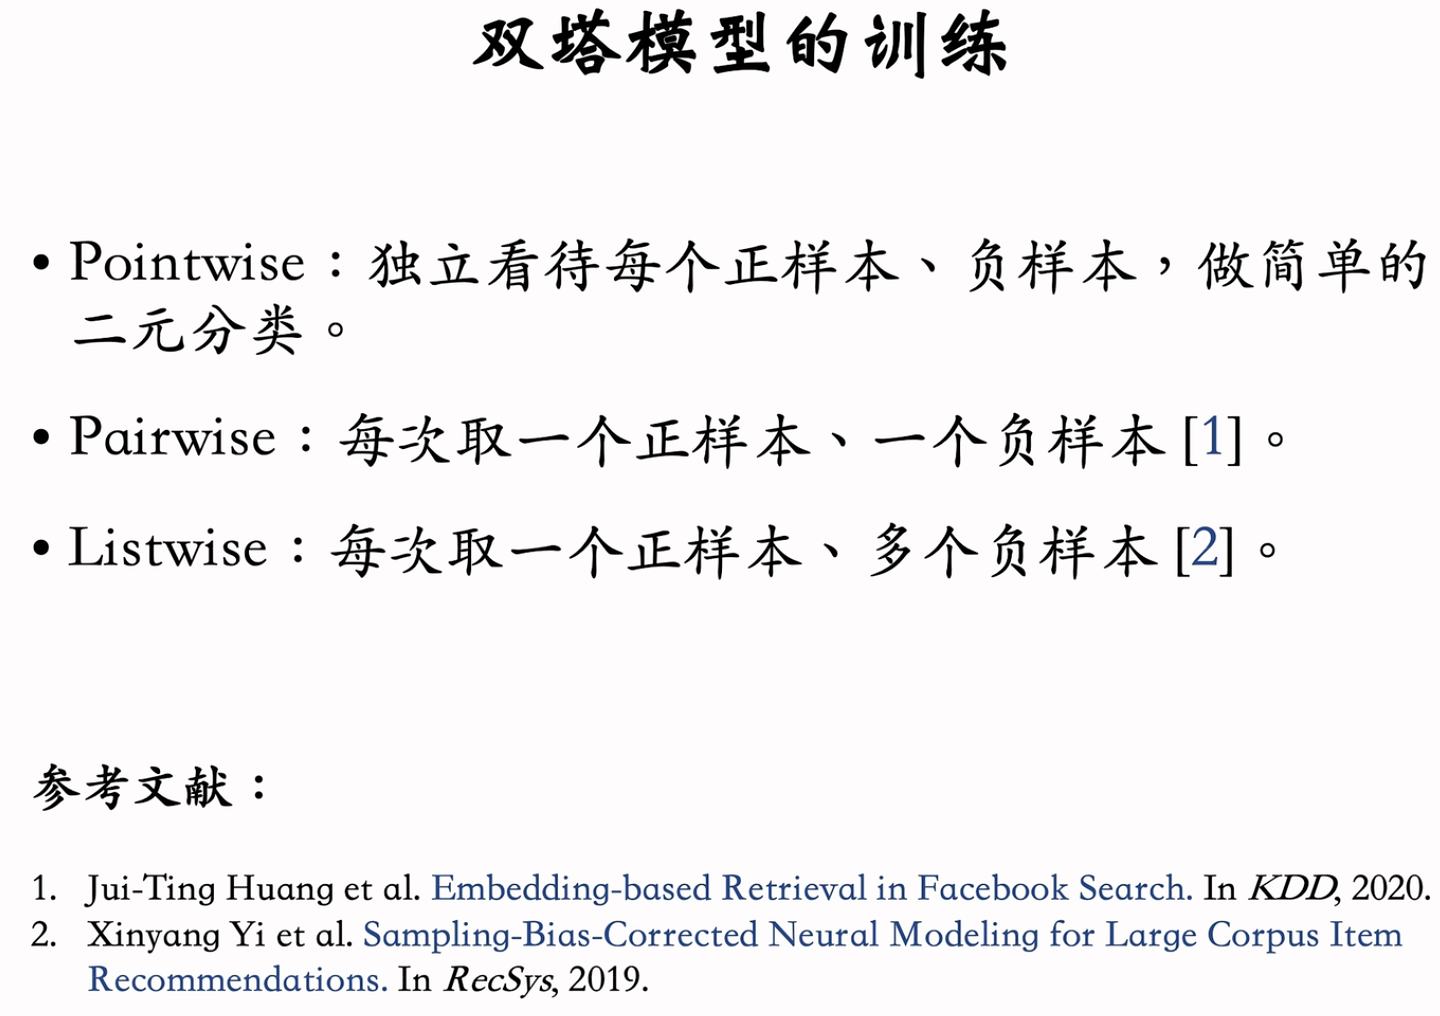 双塔模型的训练
• Pointwise：独立看待每个正样本、负样本，做简单的
二元分类。
• Pairwise：每次取一个正样本、一个负样本[1]。
• Listwise：每次取一个正样本、多个负样本[2]。
参考文献：
1. Jui-Ting Huang et al. Embedding-based Retrieval in Facebook Search. In KDD, 2020.
2. Xinyang Yi et al. Sampling-Bias-Corrected Neural Modeling for Large Corpus Item
Recommendations. In RecSys, 2019.